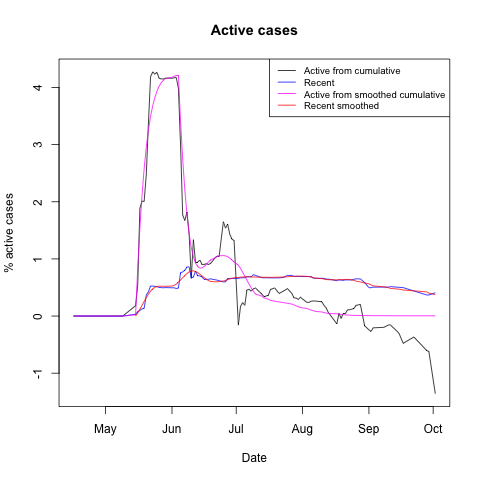 Active cases
Active from cumulative
Recent
Active from smoothed cumulative
Recent smoothed
% active cases
4
3
2
1
0
-1
May Jun Jul Aug Sep Oct
Date